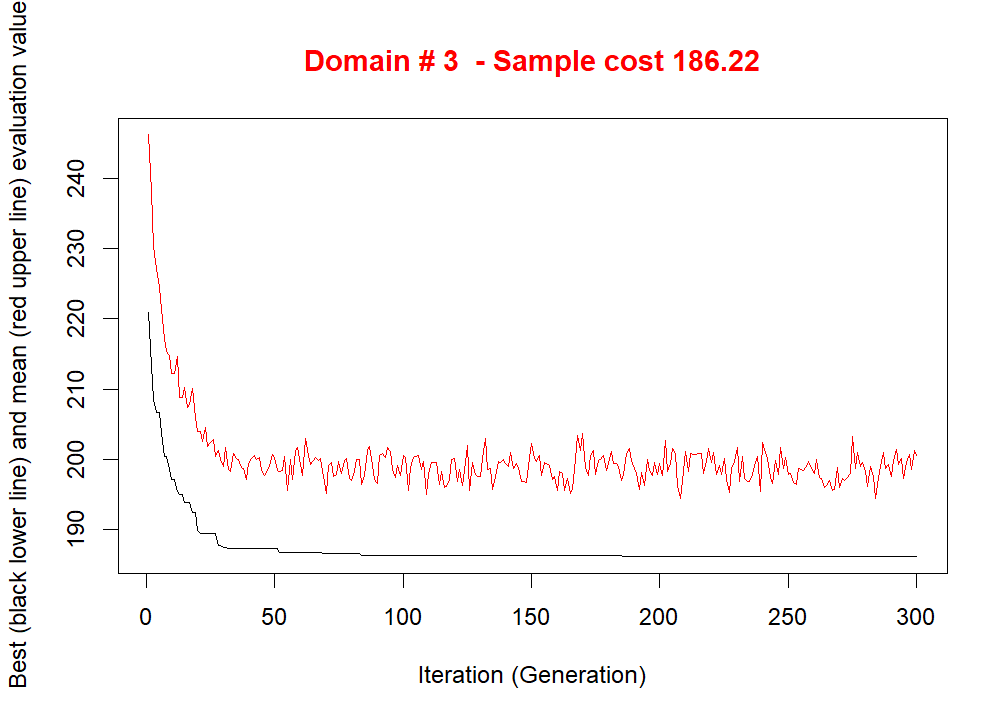 Domain # 3  - Sample cost 186.22
Best (black lower line) and mean (red upper line) evaluation value
240
230
220
210
200
190
0 50 100 150 200 250 300
Iteration (Generation)